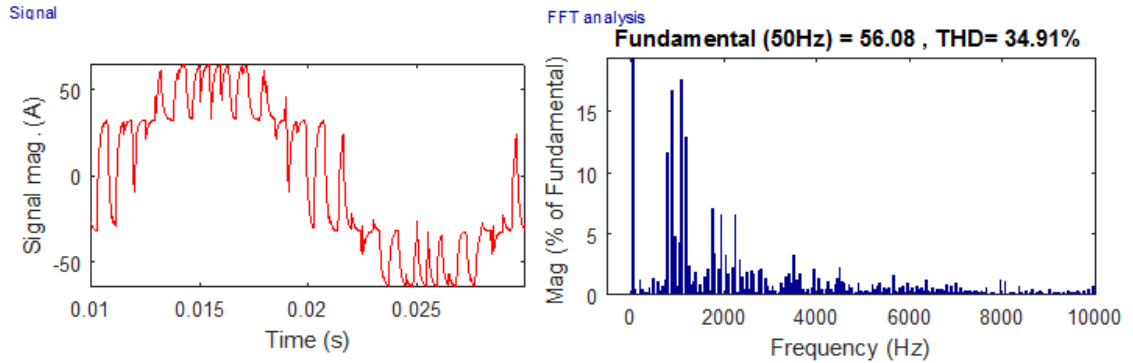 Signal
Signal mag. (A)
50
0
-50
0.01
0.015
0.02
0.025
Time (s)
FFT analysis
Fundamental (50Hz) = 56.08 , THD= 34.91%
Mag (% of Fundamental)
15
10
5
0
0
2000
4000
6000
8000
10000
Frequency (Hz)